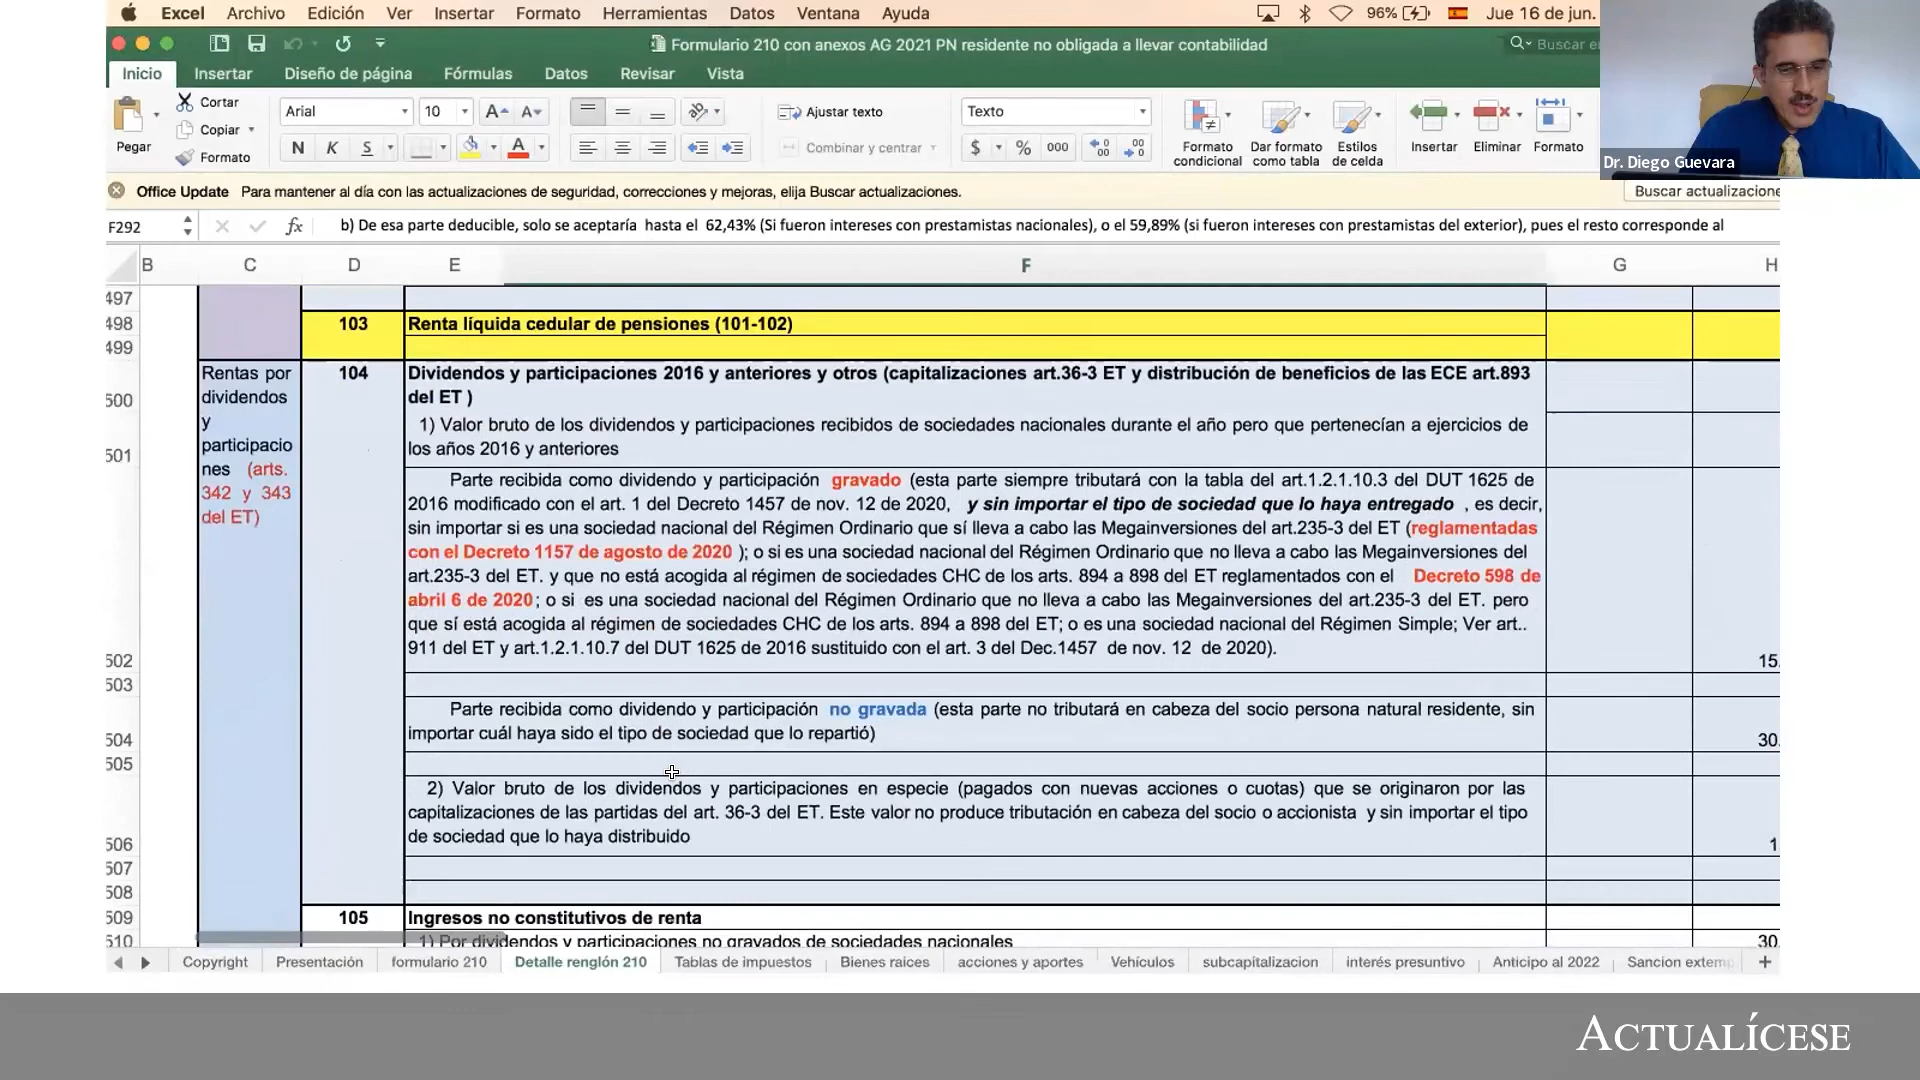 Excel Archivo Edición Ver Insertar Formato Herramientas Datos Ventana Ayuda 96% Jue 16 de jun.
Formulario 210 con anexos AG 2021 PN residente no obligada a llevar contabilidad
Inicio Insertar Diseño de página Fórmulas Datos Revisar Vista
Pegar
Cortar
Copiar
Formato
Arial 10
N K S
Ajustar texto
Combinar y centrar
Texto
$ % 000
Formato condicional
Dar formato como tabla
Estilos de celda
Insertar
Eliminar
Formato
Dr. Diego Guevara
Office Update Para mantener al día con las actualizaciones de seguridad, correcciones y mejoras, elija Buscar actualizaciones.
F292 fx b) De esa parte deducible, solo se aceptaría hasta el 62,43% (Si fueron intereses con prestamistas nacionales), o el 59,89% (si fueron intereses con prestamistas del exterior), pues el resto corresponde al
B C D E F G H
497
498 103 Renta líquida cedular de pensiones (101-102)
499
Rentas por dividendos y participaciones (arts. 342 y 343 del ET)
500 104 Dividendos y participaciones 2016 y anteriores y otros (capitalizaciones art.36-3 ET y distribución de beneficios de las ECE art.893
del ET )
501 1) Valor bruto de los dividendos y participaciones recibidos de sociedades nacionales durante el año pero que pertenecían a ejercicios de
los años 2016 y anteriores
Parte recibida como dividendo y participación gravado (esta parte siempre tributará con la tabla del art.1.2.1.10.3 del DUT 1625 de
2016 modificado con el art. 1 del Decreto 1457 de nov. 12 de 2020, y sin importar el tipo de sociedad que lo haya entregado , es decir,
sin importar si es una sociedad nacional del Régimen Ordinario que sí lleva a cabo las Megainversiones del art.235-3 del ET (reglamentadas
con el Decreto 1157 de agosto de 2020 ); o si es una sociedad nacional del Régimen Ordinario que no lleva a cabo las Megainversiones del
art.235-3 del ET. y que no está acogida al régimen de sociedades CHC de los arts. 894 a 898 del ET reglamentados con el Decreto 598 de
abril 6 de 2020; o si es una sociedad nacional del Régimen Ordinario que no lleva a cabo las Megainversiones del art.235-3 del ET. pero
que sí está acogida al régimen de sociedades CHC de los arts. 894 a 898 del ET; o es una sociedad nacional del Régimen Simple; Ver art..
911 del ET y art.1.2.1.10.7 del DUT 1625 de 2016 sustituido con el art. 3 del Dec.1457 de nov. 12 de 2020).
502 15.
503
Parte recibida como dividendo y participación no gravada (esta parte no tributará en cabeza del socio persona natural residente, sin
importar cuál haya sido el tipo de sociedad que lo repartió)
504 30.
505
2) Valor bruto de los dividendos y participaciones en especie (pagados con nuevas acciones o cuotas) que se originaron por las
capitalizaciones de las partidas del art. 36-3 del ET. Este valor no produce tributación en cabeza del socio o accionista y sin importar el tipo
de sociedad que lo haya distribuido
506 1
507
508
509 105 Ingresos no constitutivos de renta
510 1) Por dividendos y participaciones no gravados de sociedades nacionales 30
Copyright Presentación formulario 210 Detalle renglón 210 Tablas de impuestos Bienes raices acciones y aportes Vehículos subcapitalizacion interés presuntivo Anticipo al 2022 Sancion
ACTUALÍCESE